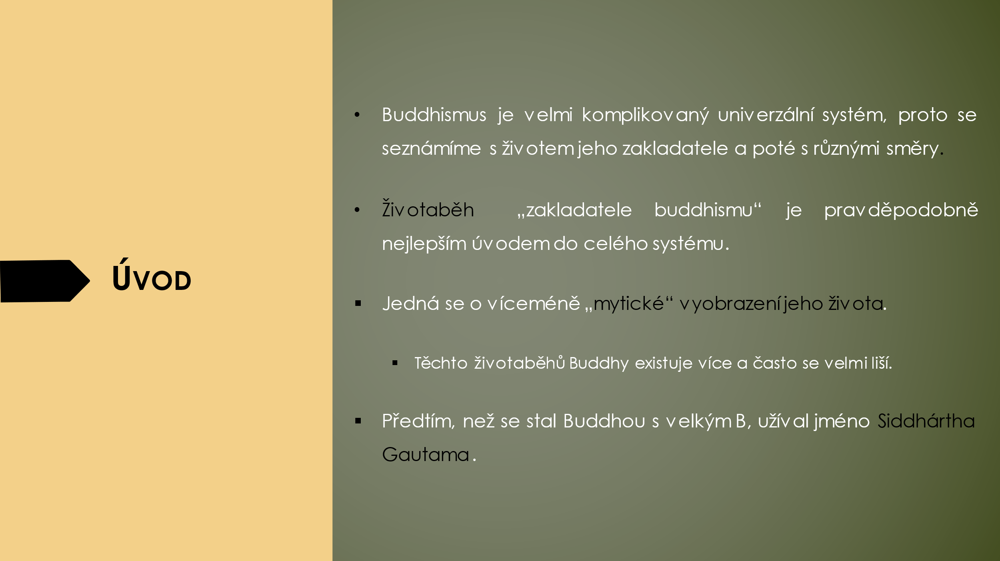 Úvod
• Buddhismus je velmi komplikovaný univerzální systém, proto se
seznámíme s životem jeho zakladatele a poté s různými směry.
• Životaběh „zakladatele buddhismu“ je pravděpodobně
nejlepším úvodem do celého systému.
▪ Jedná se o víceméně „mytické“ vyobrazení jeho života.
▪ Těchto životaběhů Buddhy existuje více a často se velmi liší.
▪ Předtím, než se stal Buddhou s velkým B, užíval jméno Siddhártha
Gautama.